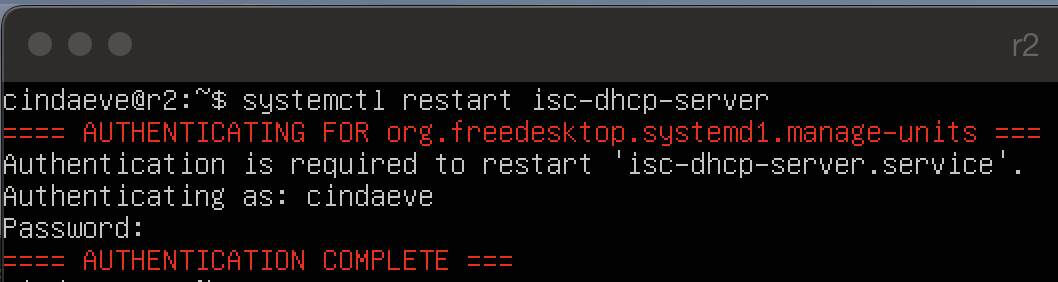 r2
cindaeve@r2:~$ systemctl restart isc-dhcp-server
==== AUTHENTICATING FOR org.freedesktop.systemd1.manage-units ===
Authentication is required to restart 'isc-dhcp-server.service'.
Authenticating as: cindaeve
Password:
==== AUTHENTICATION COMPLETE ===